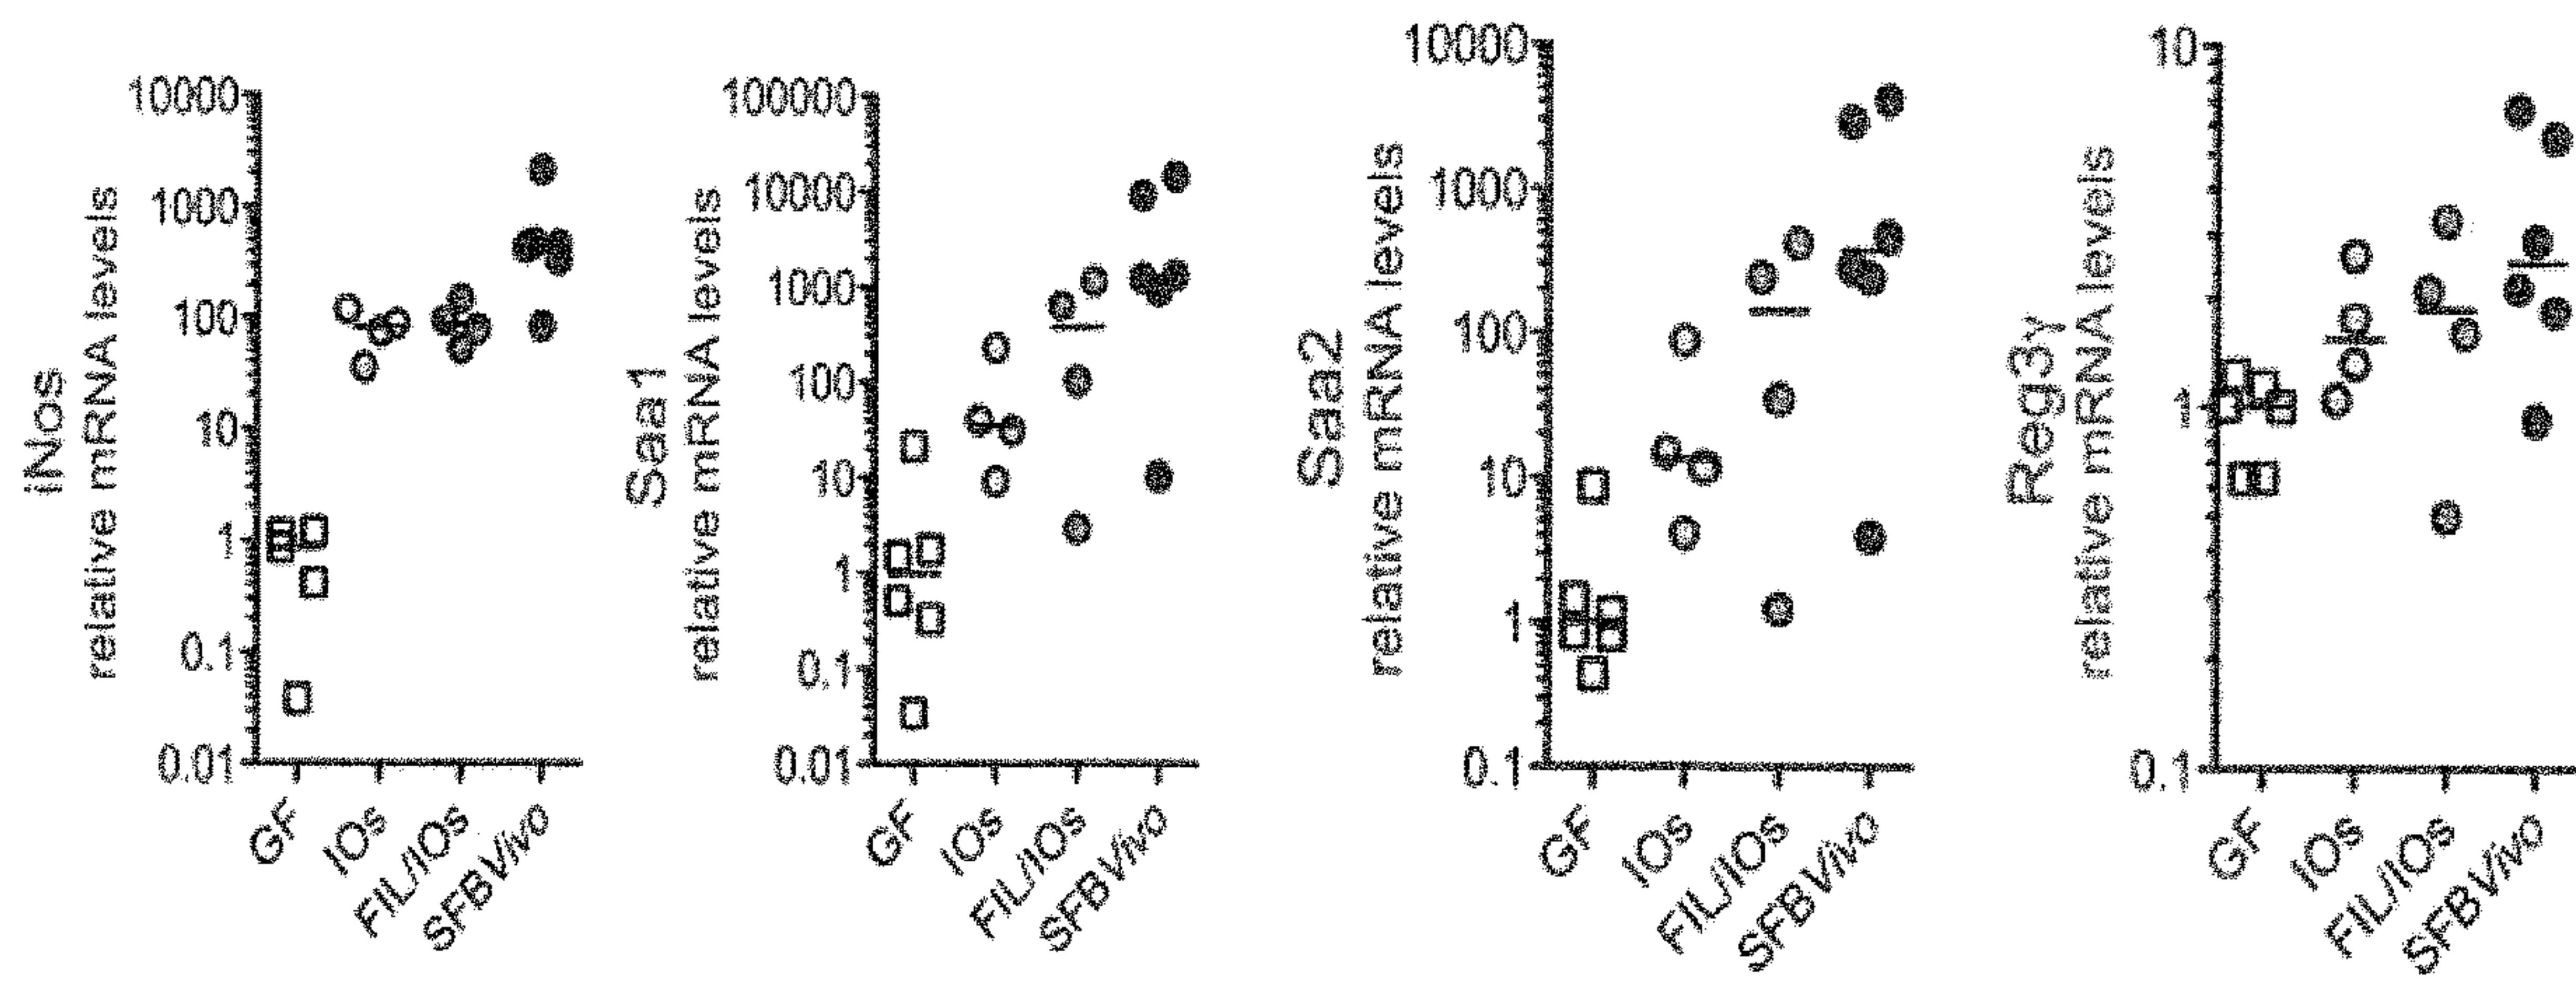 iNos
relative mRNA levels
10000
1000
100
10
1
0.1
0.01
GF
IOs
FIL/IOs
SFBVivo
Saa1
relative mRNA levels
100000
10000
1000
100
10
1
0.1
0.01
GF
IOs
FIL/IOs
SFBVivo
Saa2
relative mRNA levels
10000
1000
100
10
1
0.1
GF
IOs
FIL/IOs
SFBVivo
Reg3γ
relative mRNA levels
10
1
0.1
GF
IOs
FIL/IOs
SFBVivo